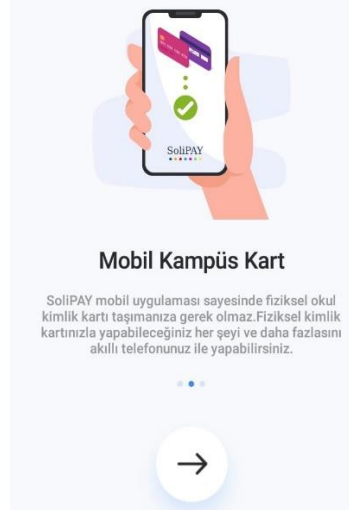 SoliPAY
Mobil Kampüs Kart
SoliPAY mobil uygulaması sayesinde fiziksel okul
kimlik kartı taşımanıza gerek olmaz.Fiziksel kimlik
kartınızla yapabileceğiniz her şeyi ve daha fazlasını
akıllı telefonunuz ile yapabilirsiniz.